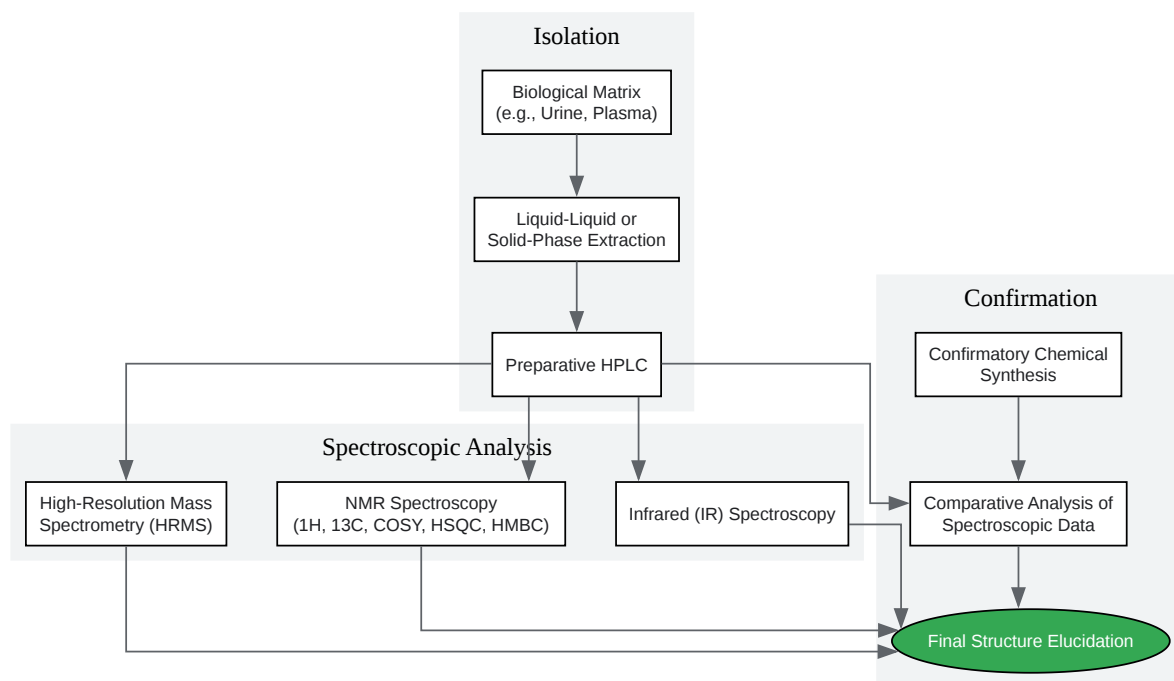 Isolation
Biological Matrix
(e.g., Urine, Plasma)
Liquid-Liquid or
Solid-Phase Extraction
Preparative HPLC
Spectroscopic Analysis
High-Resolution Mass
Spectrometry (HRMS)
NMR Spectroscopy
(1H, 13C, COSY, HSQC, HMBC)
Infrared (IR) Spectroscopy
Confirmation
Confirmatory Chemical
Synthesis
Comparative Analysis of
Spectroscopic Data
Final Structure Elucidation